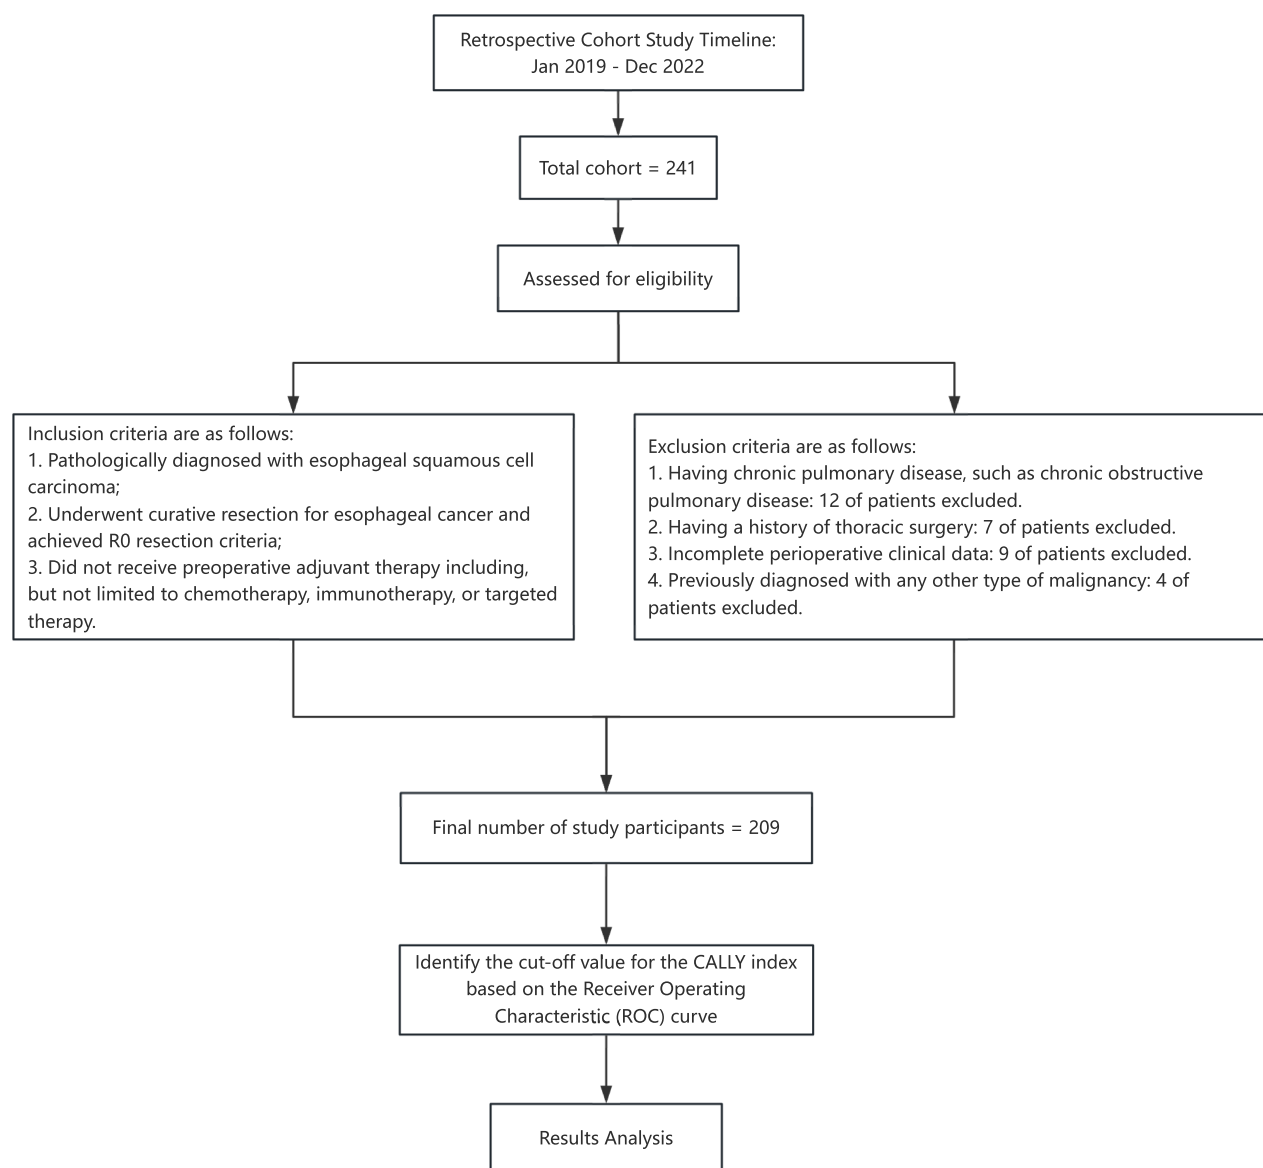 Retrospective Cohort Study Timeline:
Jan 2019 - Dec 2022
Total cohort = 241
Assessed for eligibility
Inclusion criteria are as follows:
1. Pathologically diagnosed with esophageal squamous cell
carcinoma;
2. Underwent curative resection for esophageal cancer and
achieved R0 resection criteria;
3. Did not receive preoperative adjuvant therapy including,
but not limited to chemotherapy, immunotherapy, or targeted
therapy.
Exclusion criteria are as follows:
1. Having chronic pulmonary disease, such as chronic obstructive
pulmonary disease: 12 of patients excluded.
2. Having a history of thoracic surgery: 7 of patients excluded.
3. Incomplete perioperative clinical data: 9 of patients excluded.
4. Previously diagnosed with any other type of malignancy: 4 of
patients excluded.
Final number of study participants = 209
Identify the cut-off value for the CALLY index
based on the Receiver Operating
Characteristic (ROC) curve
Results Analysis